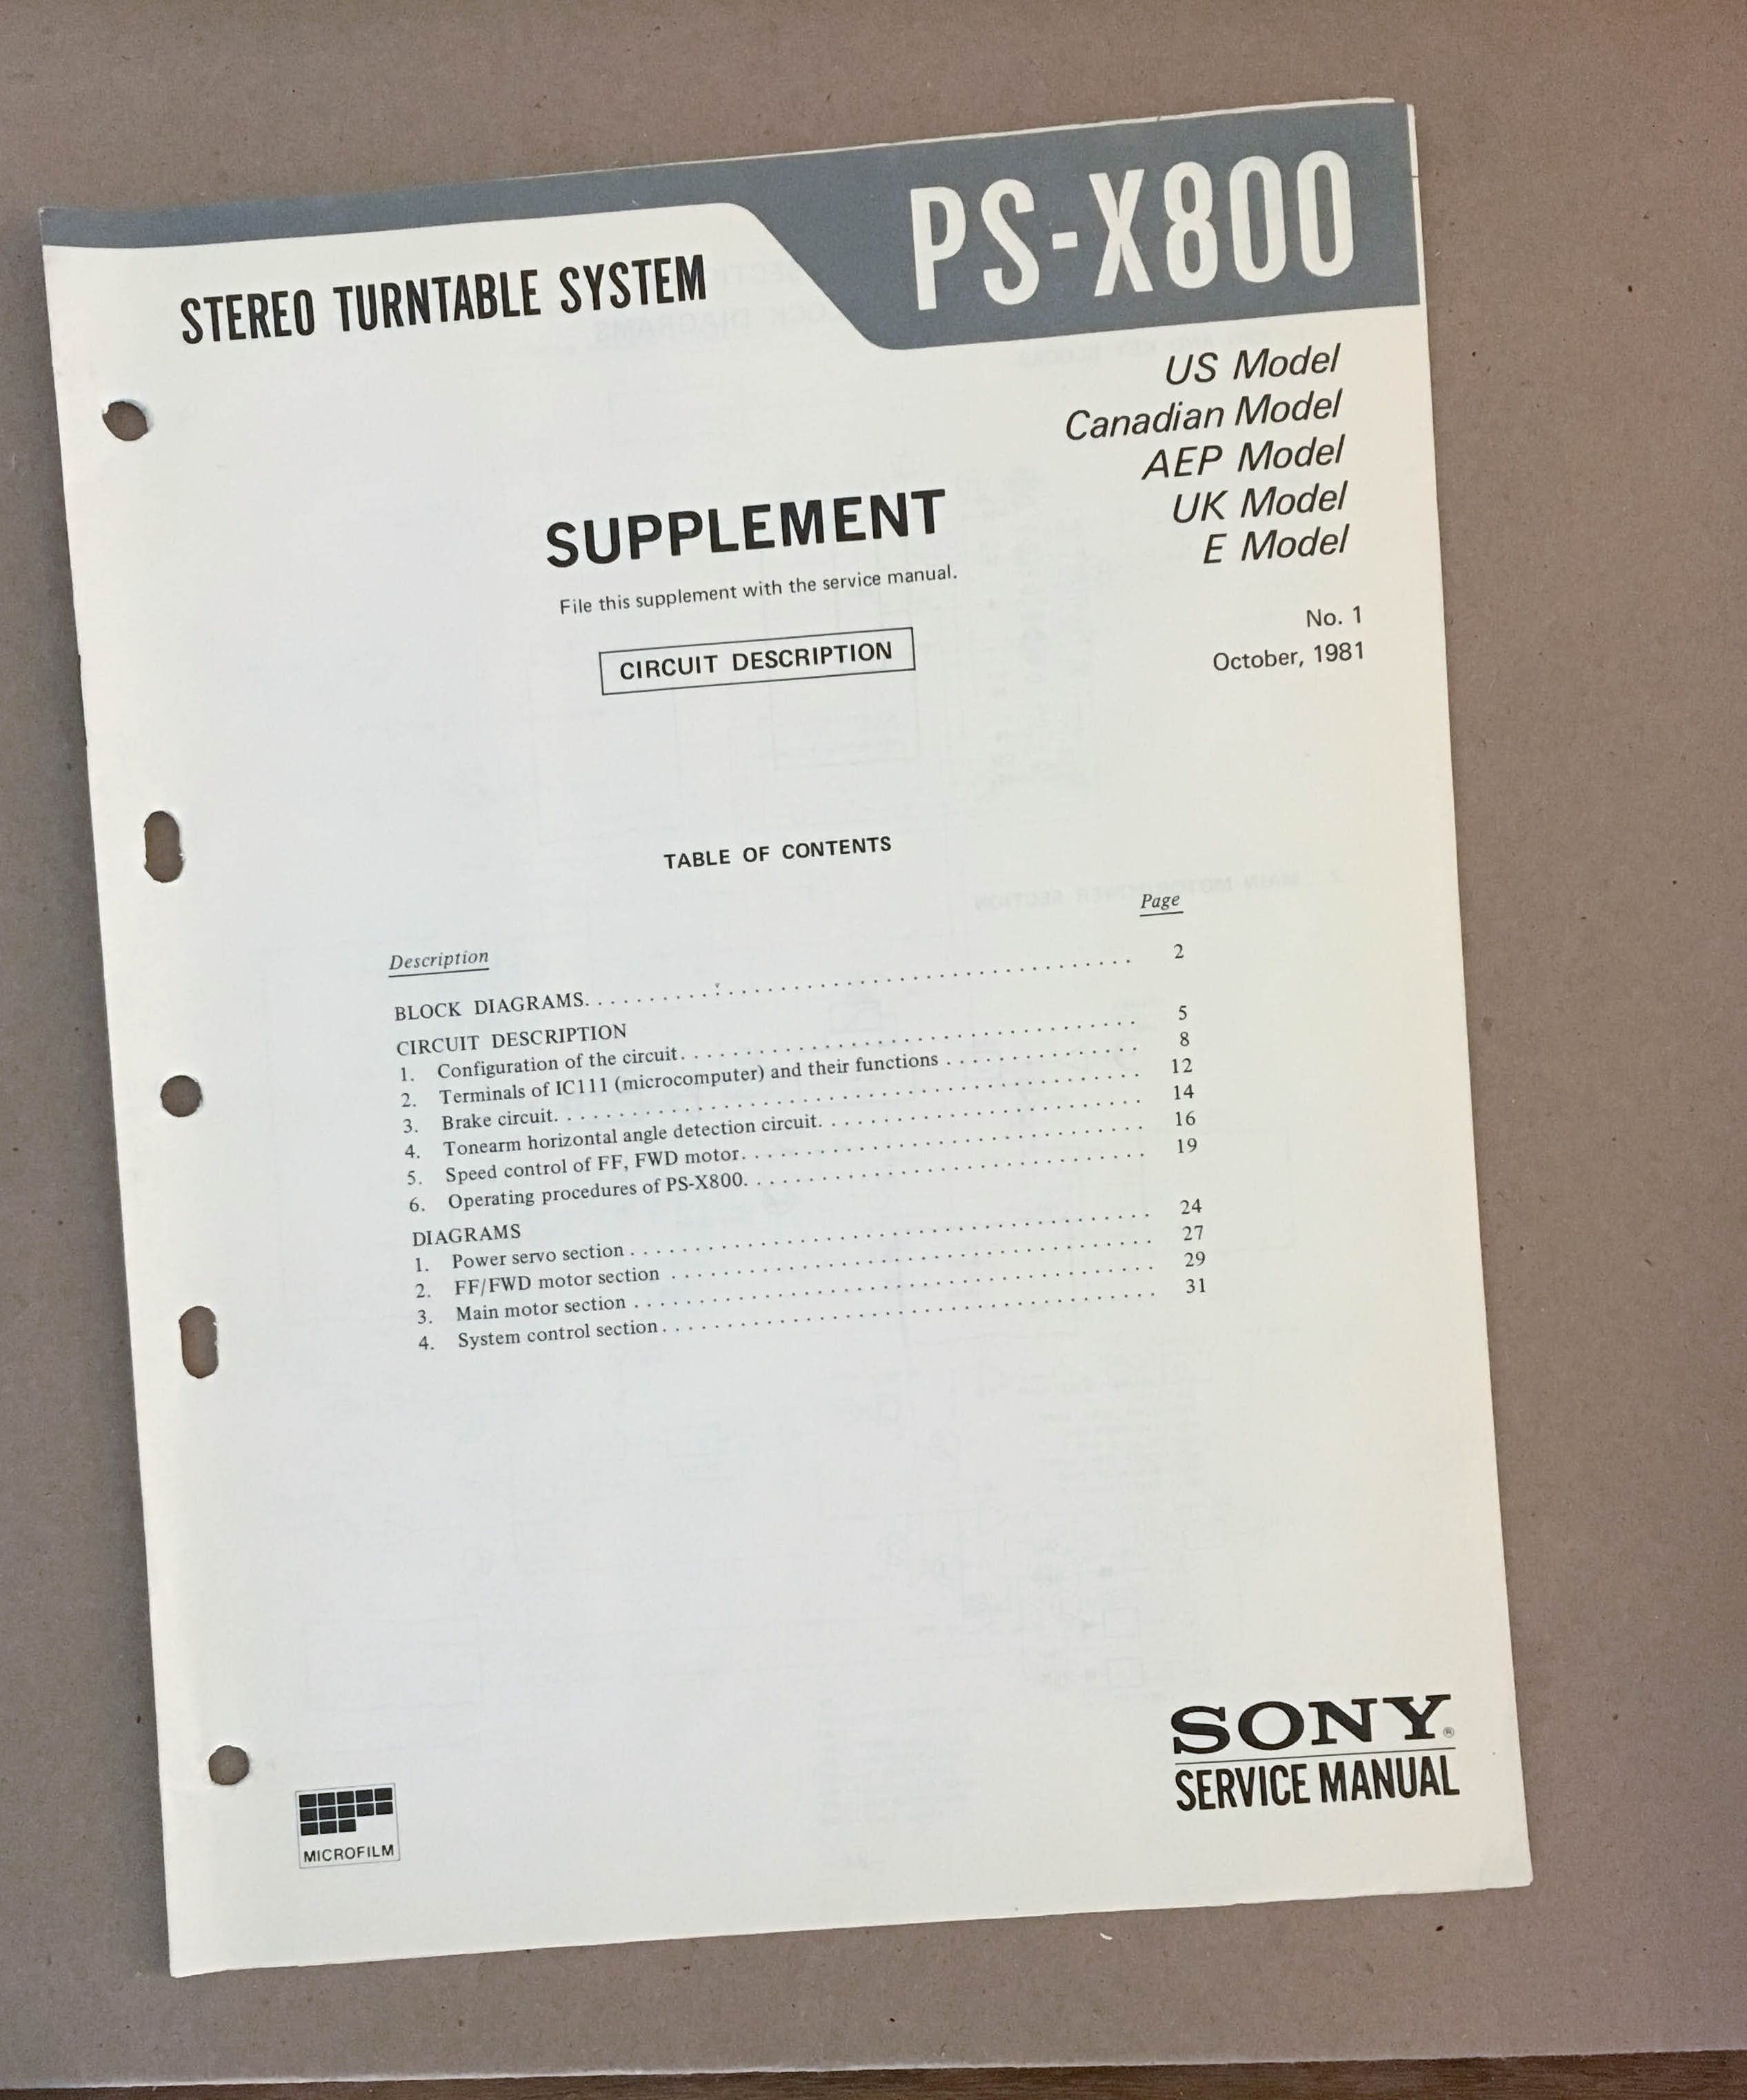 PS-X800
STEREO TURNTABLE SYSTEM
US Model
Canadian Model
AEP Model
UK Model
E Model
SUPPLEMENT
File this supplement with the service manual.
CIRCUIT DESCRIPTION
No. 1
October, 1981
TABLE OF CONTENTS
Description Page
BLOCK DIAGRAMS. . . . . . . . . . . . . . . . . . . . 2
CIRCUIT DESCRIPTION
1. Configuration of the circuit. . . . . . . . . . . . . . . . . . . . 5
2. Terminals of IC111 (microcomputer) and their functions . . . . . . . . . . 8
3. Brake circuit. . . . . . . . . . . . . . . . . . . . 12
4. Tonearm horizontal angle detection circuit. . . . . . . . . . . . . . . . 14
5. Speed control of FF, FWD motor. . . . . . . . . . . . . . . . . . . . 16
6. Operating procedures of PS-X800. . . . . . . . . . . . . . . . . . . . 19
DIAGRAMS
1. Power servo section . . . . . . . . . . . . . . . . . . . . 24
2. FF/FWD motor section . . . . . . . . . . . . . . . . . . . . 27
3. Main motor section . . . . . . . . . . . . . . . . . . . . 29
4. System control section . . . . . . . . . . . . . . . . . . . . 31
SONY®
SERVICE MANUAL
MICROFILM